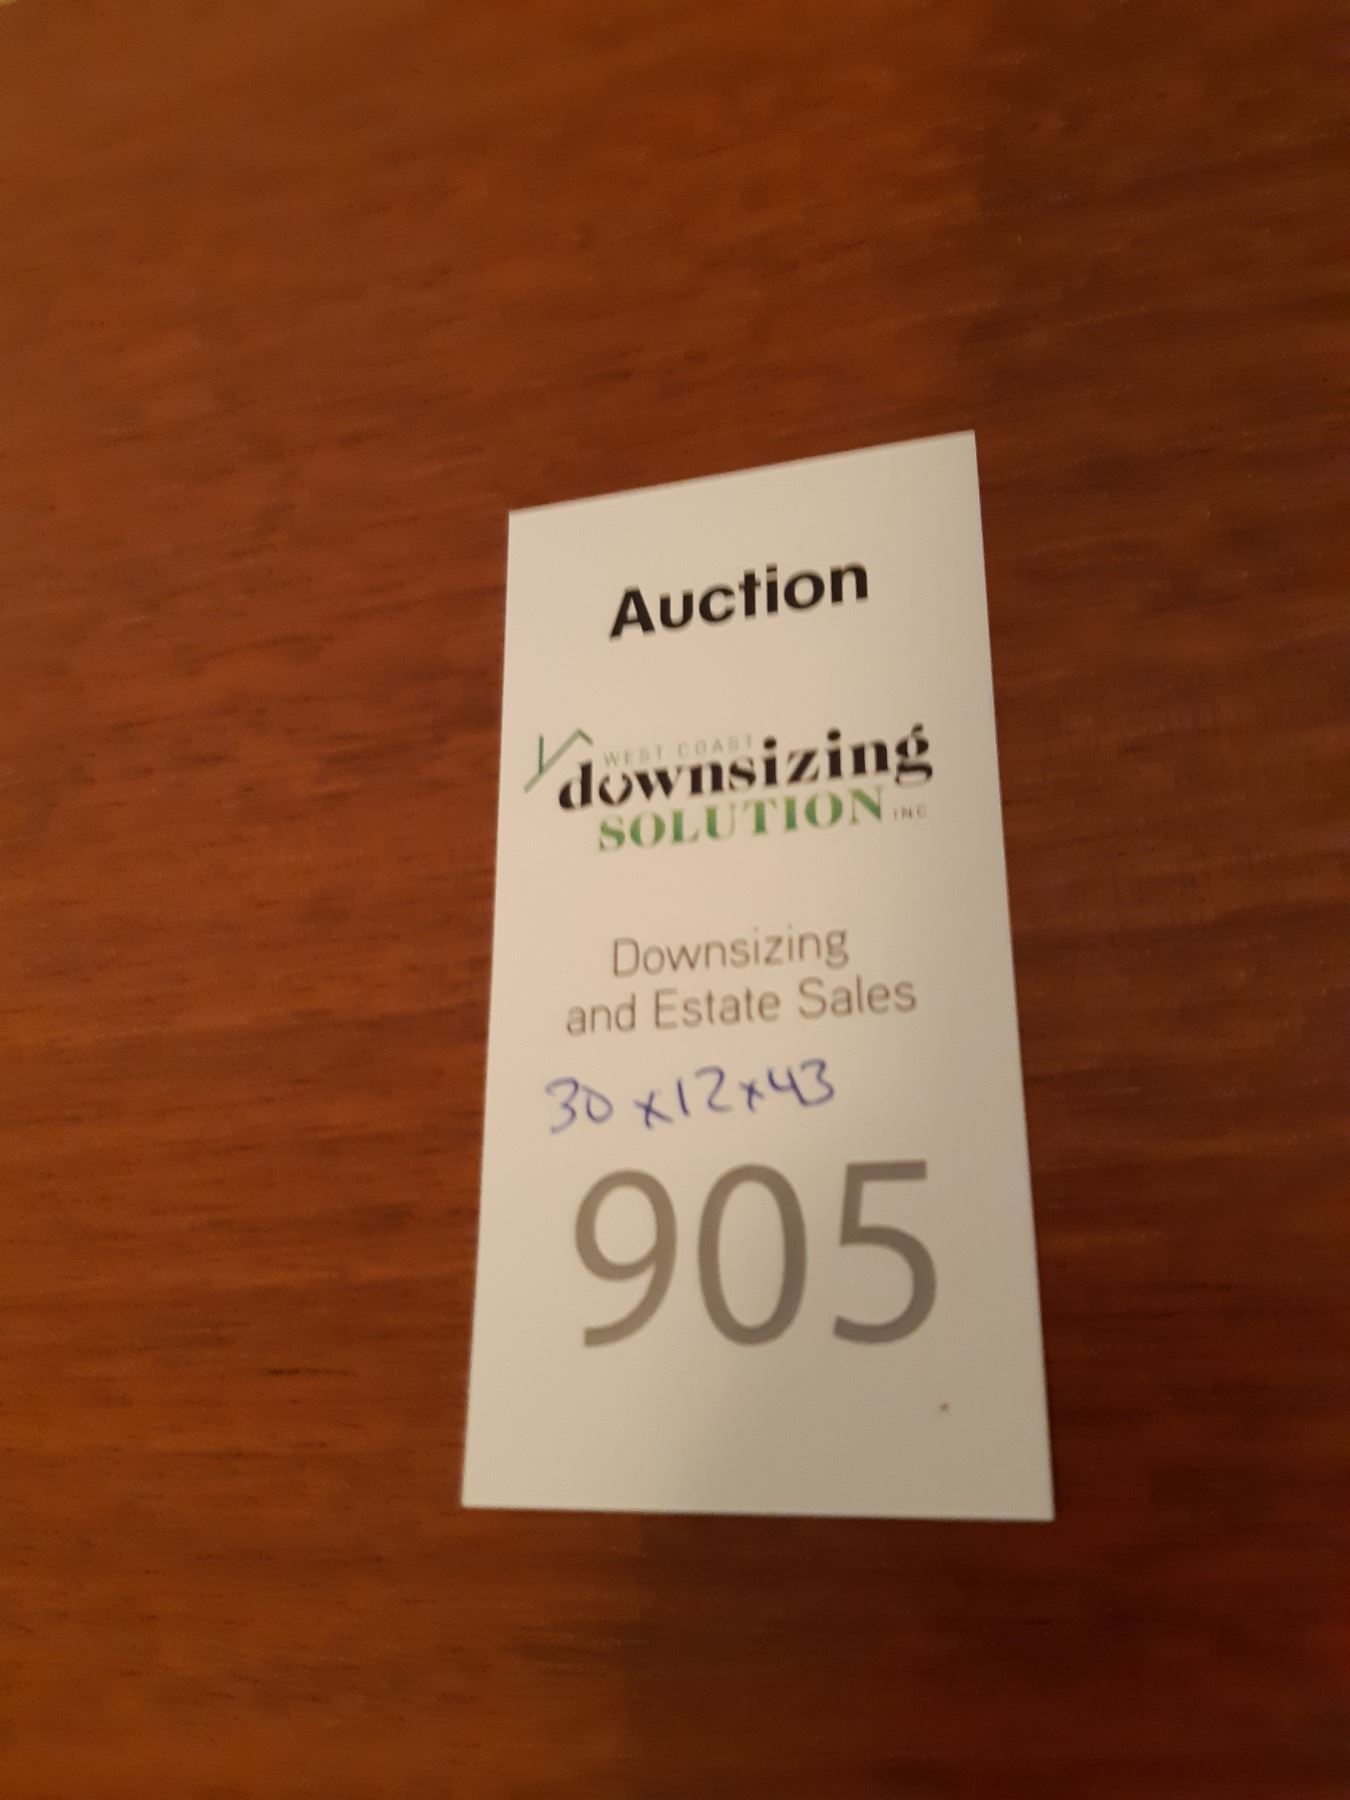 Auction
WEST COAST
downsizing
SOLUTION INC
Downsizing
and Estate Sales
30 x 12 x 43
905